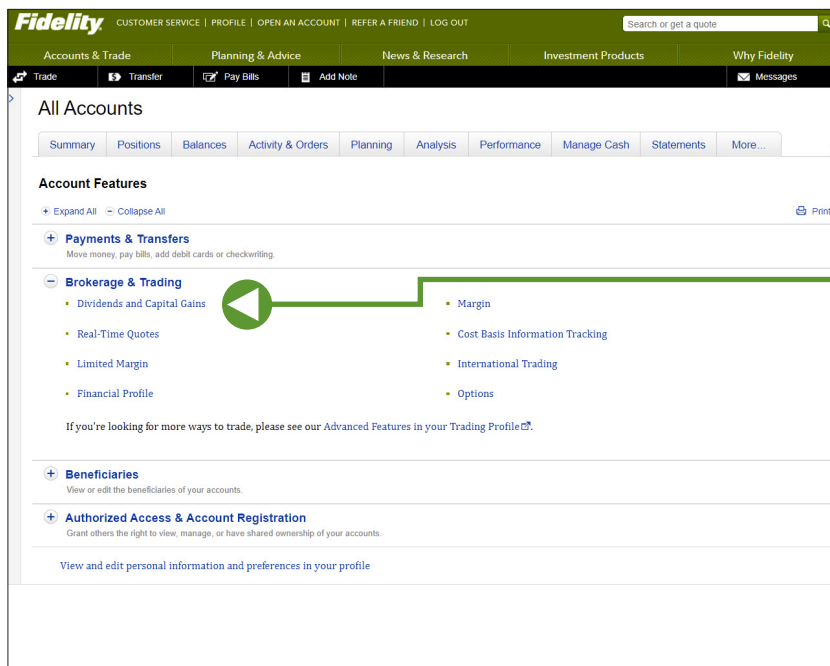 Fidelity CUSTOMER SERVICE | PROFILE | OPEN AN ACCOUNT | REFER A FRIEND | LOG OUT Search or get a quote
Accounts & Trade Planning & Advice News & Research Investment Products Why Fidelity
Trade Transfer Pay Bills Add Note Messages
All Accounts
Summary Positions Balances Activity & Orders Planning Analysis Performance Manage Cash Statements More...
Account Features
Expand All Collapse All Print
Payments & Transfers
Move money, pay bills, add debit cards or checkwriting.
Brokerage & Trading
Dividends and Capital Gains Margin
Real-Time Quotes Cost Basis Information Tracking
Limited Margin International Trading
Financial Profile Options
If you're looking for more ways to trade, please see our Advanced Features in your Trading Profile.
Beneficiaries
View or edit the beneficiaries of your accounts.
Authorized Access & Account Registration
Grant others the right to view, manage, or have shared ownership of your accounts.
View and edit personal information and preferences in your profile